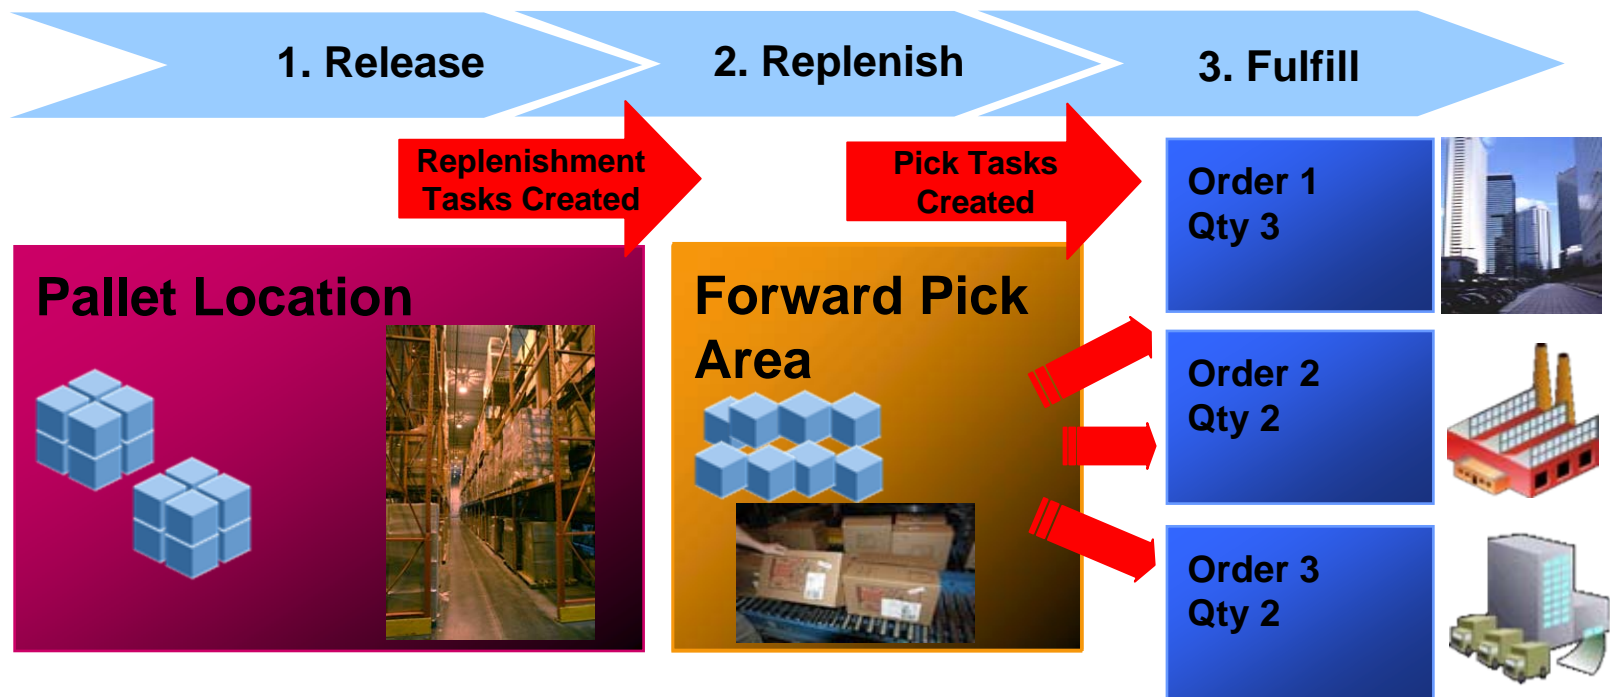 1. Release
2. Replenish
3. Fulfill
Replenishment
Tasks Created
Pick Tasks
Created
Pallet Location
Forward Pick
Area
Order 1
Qty 3
Order 2
Qty 2
Order 3
Qty 2